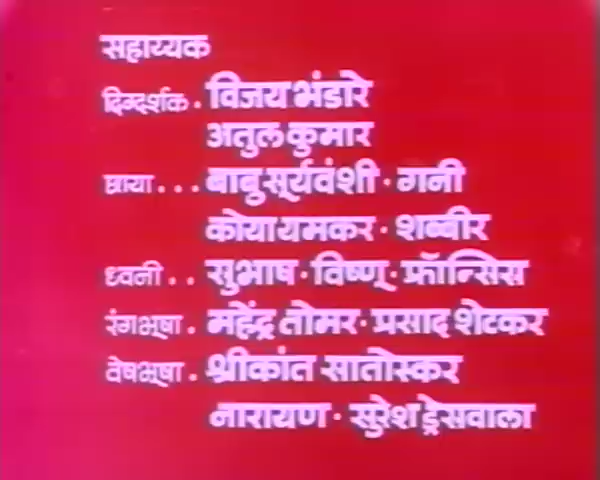 सहाय्यक
दिग्दर्शक . विजय भंडारे
अतुल कुमार
छाया . . . बाबु सूर्यवंशी · गनी
कोयायमकर · शब्बीर
ध्वनी . . सुभाष · विष्णू · फ्रॉन्सिस
रंगभूषा . महेंद्र तोमर · प्रसाद शेटकर
वेषभूषा . श्रीकांत सातोस्कर
नारायण · सुरेश ड्रेसवाला